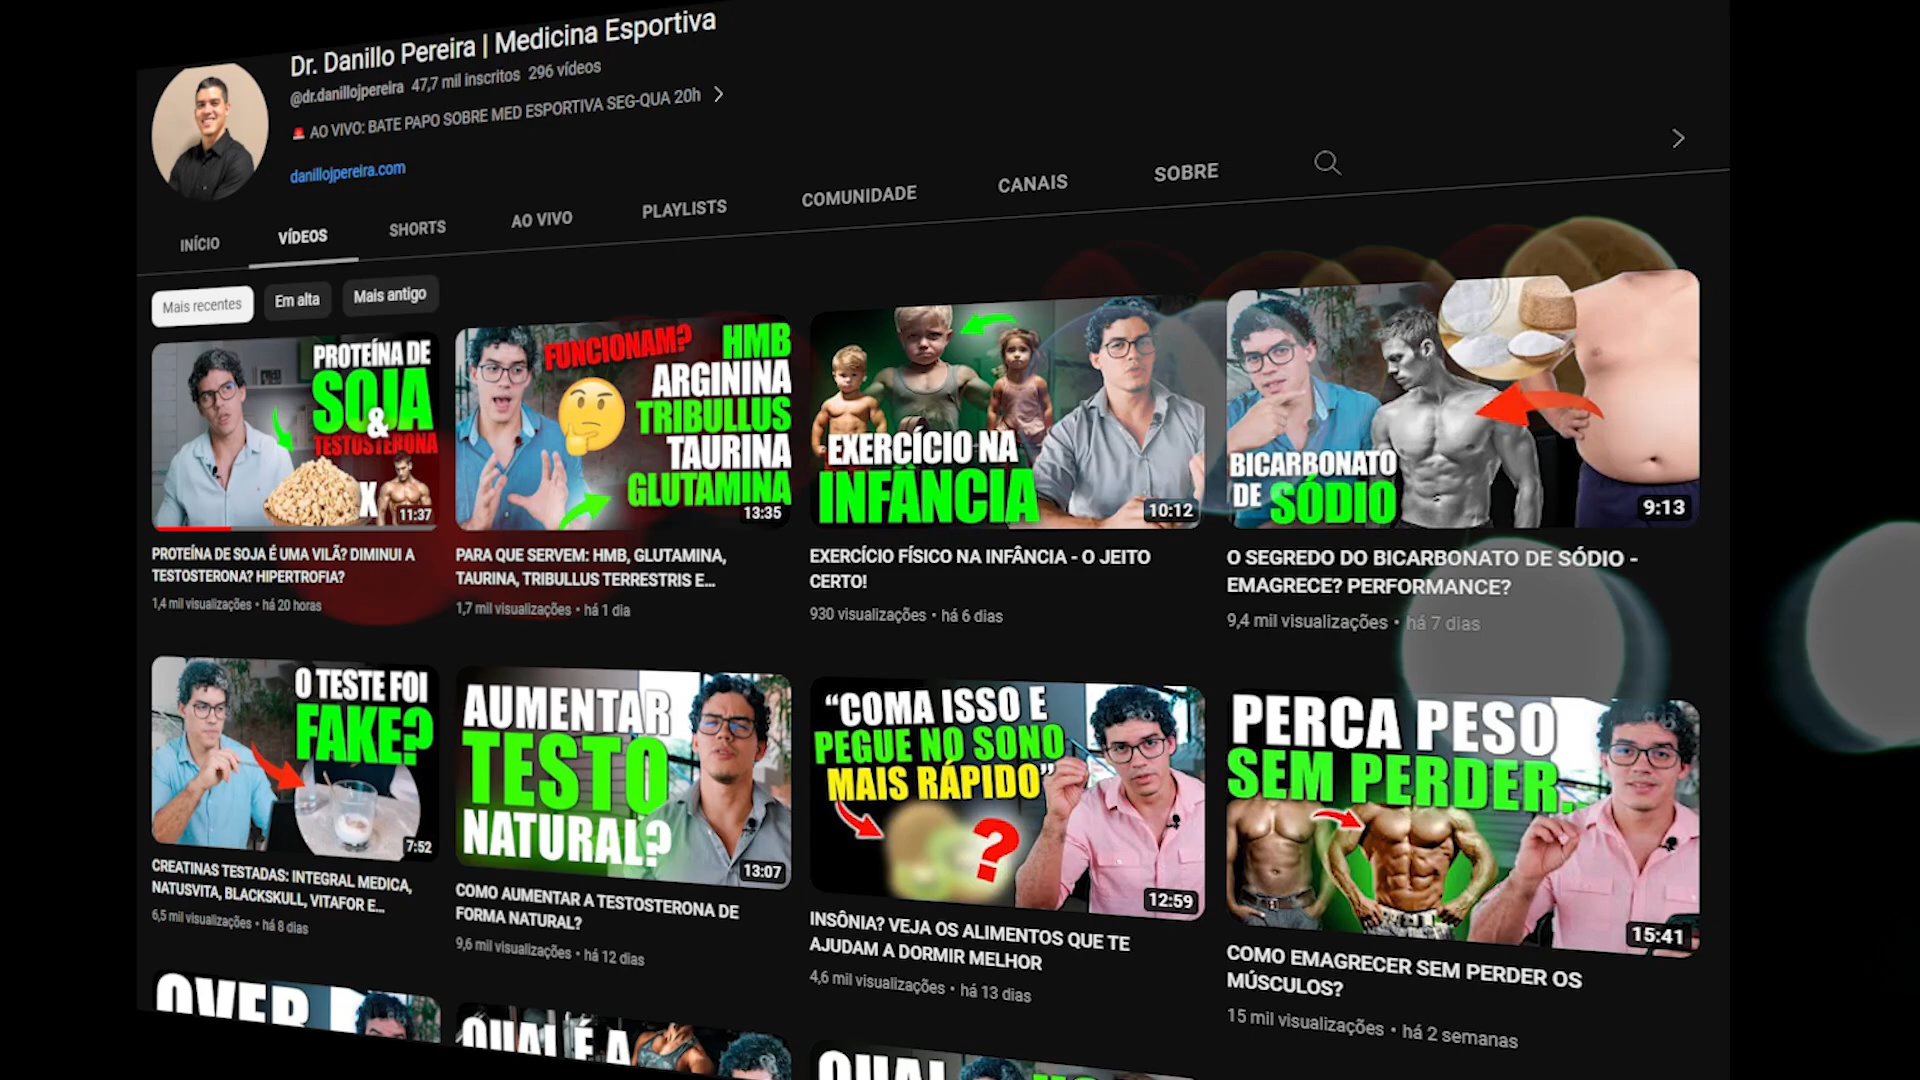 Dr. Danillo Pereira | Medicina Esportiva
@dr.danillojpereira 47,7 mil inscritos 296 vídeos
AO VIVO: BATE PAPO SOBRE MED ESPORTIVA SEG-QUA 20h
danillojpereira.com
INÍCIO VÍDEOS SHORTS AO VIVO PLAYLISTS COMUNIDADE CANAIS SOBRE
Mais recentes Em alta Mais antigo
PROTEÍNA DE
SOJA
&
TESTOSTERONA
X
11:37
PROTEÍNA DE SOJA É UMA VILÃ? DIMINUI A
TESTOSTERONA? HIPERTROFIA?
1,4 mil visualizações • há 20 horas
FUNCIONAM?
HMB
ARGININA
TRIBULLUS
TAURINA
GLUTAMINA
13:35
PARA QUE SERVEM: HMB, GLUTAMINA,
TAURINA, TRIBULLUS TERRESTRIS E...
1,7 mil visualizações • há 1 dia
EXERCÍCIO NA
INFÂNCIA
10:12
EXERCÍCIO FÍSICO NA INFÂNCIA - O JEITO
CERTO!
930 visualizações • há 6 dias
BICARBONATO
DE SÓDIO
9:13
O SEGREDO DO BICARBONATO DE SÓDIO -
EMAGRECE? PERFORMANCE?
9,4 mil visualizações • há 7 dias
O TESTE FOI
FAKE?
7:52
CREATINAS TESTADAS: INTEGRAL MEDICA,
NATUSVITA, BLACKSKULL, VITAFOR E...
6,5 mil visualizações • há 8 dias
AUMENTAR
TESTO
NATURAL?
13:07
COMO AUMENTAR A TESTOSTERONA DE
FORMA NATURAL?
9,6 mil visualizações • há 12 dias
“COMA ISSO E
PEGUE NO SONO
MAIS RÁPIDO”
?
12:59
INSÔNIA? VEJA OS ALIMENTOS QUE TE
AJUDAM A DORMIR MELHOR
4,6 mil visualizações • há 13 dias
PERCA PESO
SEM PERDER...
15:41
COMO EMAGRECER SEM PERDER OS
MÚSCULOS?
15 mil visualizações • há 2 semanas
OVER
QUAL É A
QUAL